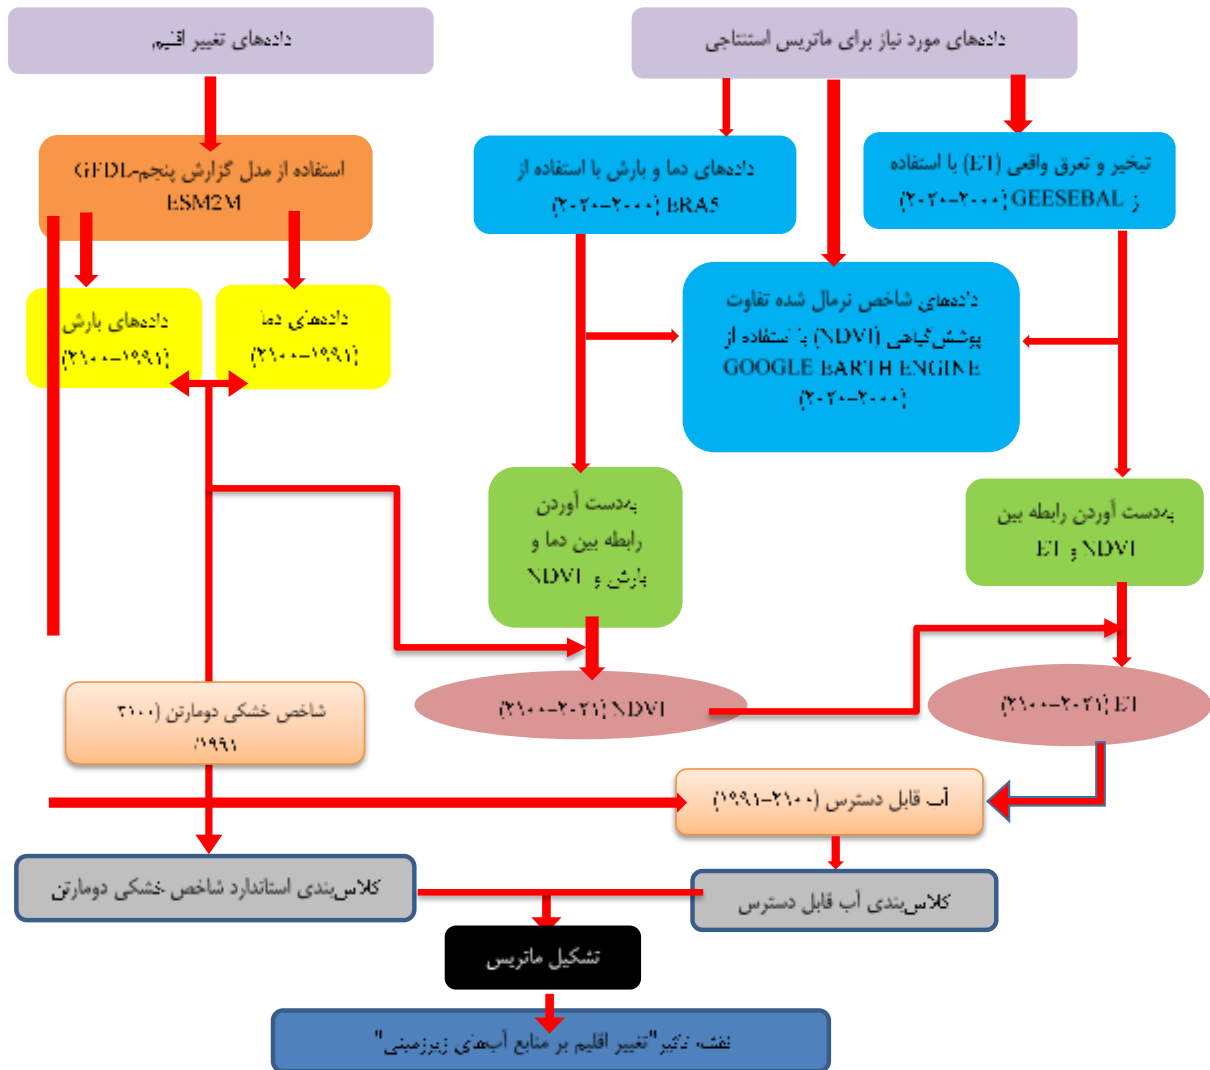 داده‌های مورد نیاز برای ماتریس استنتاجی
داده‌های تغییر اقلیم
تبخیر و تعرق واقعی (ET) با استفاده
ز GEESEBAL (۲۰۲۰–۲۰۰۰)
داده‌های دما و بارش با استفاده از
ERA5 (۲۰۲۰–۲۰۰۰)
استفاده از مدل گزارش پنجم-GFDL
ESM2M
داده‌های شاخص نرمال شده تفاوت
پوشش‌گیاهی (NDVI) با استفاده از
GOOGLE EARTH ENGINE
(۲۰۲۰–۲۰۰۰)
داده‌های دما
(۲۱۰۰–۱۹۹۱)
داده‌های بارش
(۲۱۰۰–۱۹۹۱)
به‌دست آوردن رابطه بین
NDVI و ET
به‌دست آوردن
رابطه بین دما و
بارش و NDVI
ET (۲۱۰۰–۲۰۲۱)
NDVI (۲۱۰۰–۲۰۲۱)
شاخص خشکی دومارتن (۲۱۰۰
۱۹۹۱/
آب قابل دسترس (۲۱۰۰–۱۹۹۱)
کلاس‌بندی آب قابل دسترس
کلاس‌بندی استاندارد شاخص خشکی دومارتن
تشکیل ماتریس
نقشه تاثیر"تغییر اقلیم بر منابع آب‌های زیرزمینی"